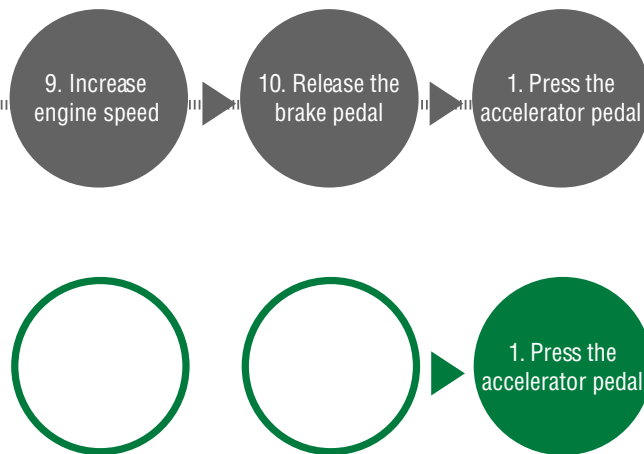 9. Increase
engine speed
10. Release the
brake pedal
1. Press the
accelerator pedal
1. Press the
accelerator pedal